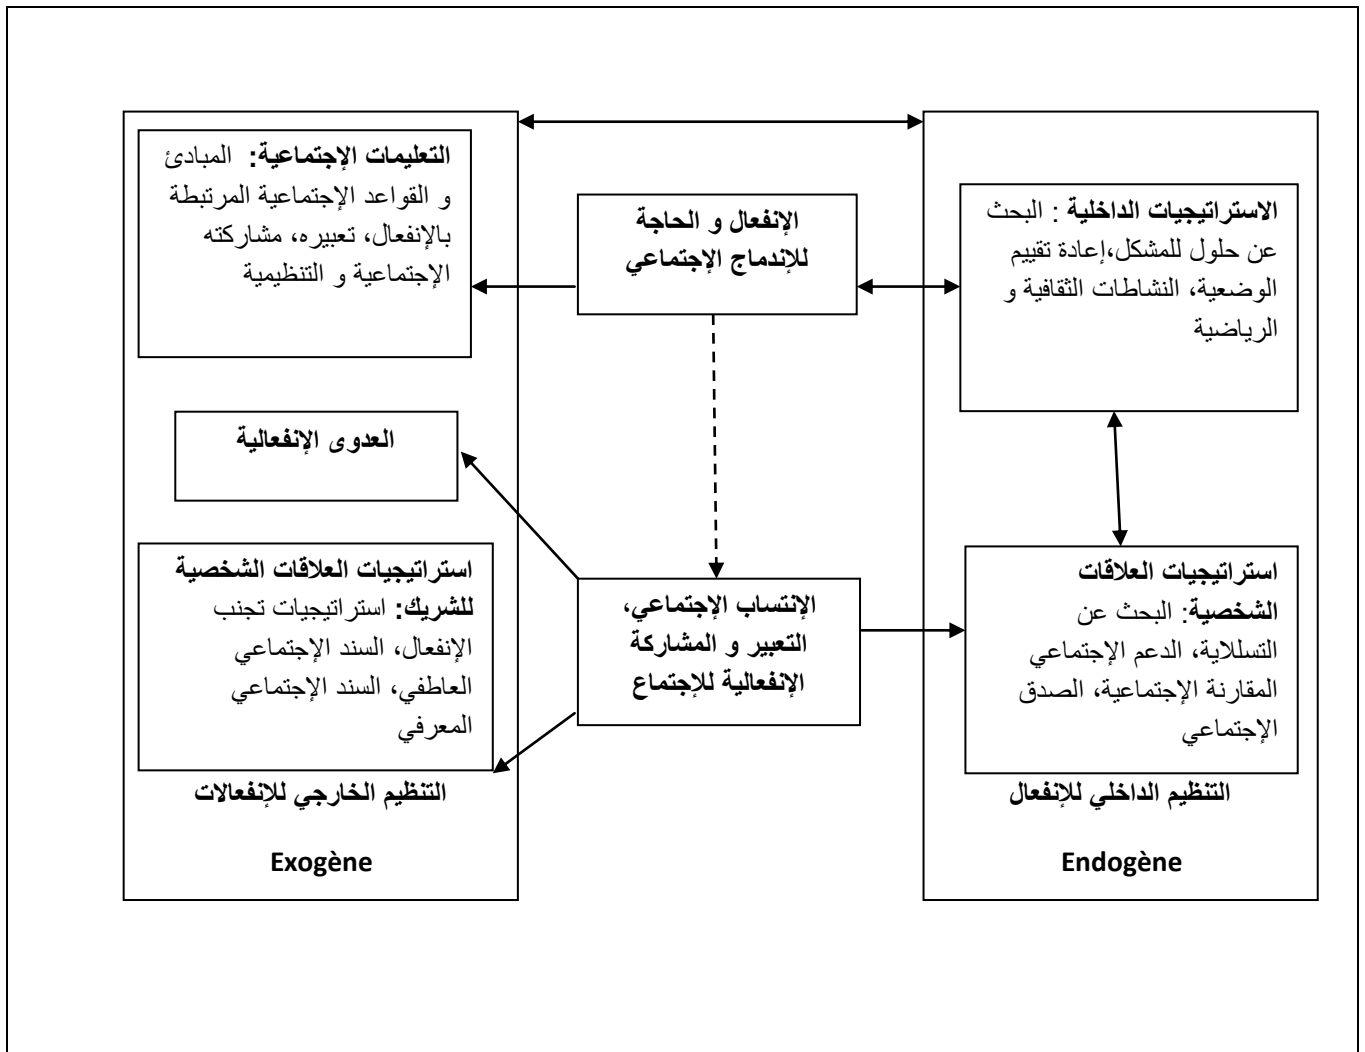 التعليمات الإجتماعية: المبادئ
و القواعد الإجتماعية المرتبطة
بالإنفعال، تعبيره، مشاركته
الإجتماعية و التنظيمية
الإنفعال و الحاجة
للإندماج الإجتماعي
الاستراتيجيات الداخلية : البحث
عن حلول للمشكل،إعادة تقييم
الوضعية، النشاطات الثقافية و
الرياضية
العدوى الإنفعالية
استراتيجيات العلاقات الشخصية
للشريك: استراتيجيات تجنب
الإنفعال، السند الإجتماعي
العاطفي، السند الإجتماعي
المعرفي
الإنتساب الإجتماعي،
التعبير و المشاركة
الإنفعالية للإجتماع
استراتيجيات العلاقات
الشخصية: البحث عن
التسللاية، الدعم الإجتماعي
المقارنة الإجتماعية، الصدق
الإجتماعي
التنظيم الخارجي للإنفعالات
Exogène
التنظيم الداخلي للإنفعال
Endogène